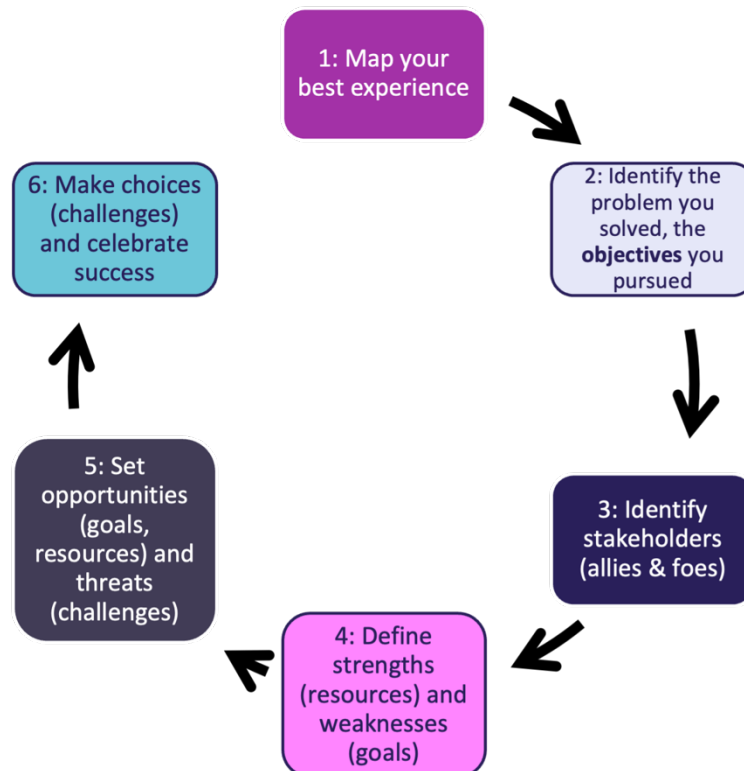 1: Map your
best experience
2: Identify the
problem you
solved, the
objectives you
pursued
3: Identify
stakeholders
(allies & foes)
4: Define
strengths
(resources) and
weaknesses
(goals)
5: Set
opportunities
(goals,
resources) and
threats
(challenges)
6: Make choices
(challenges)
and celebrate
success